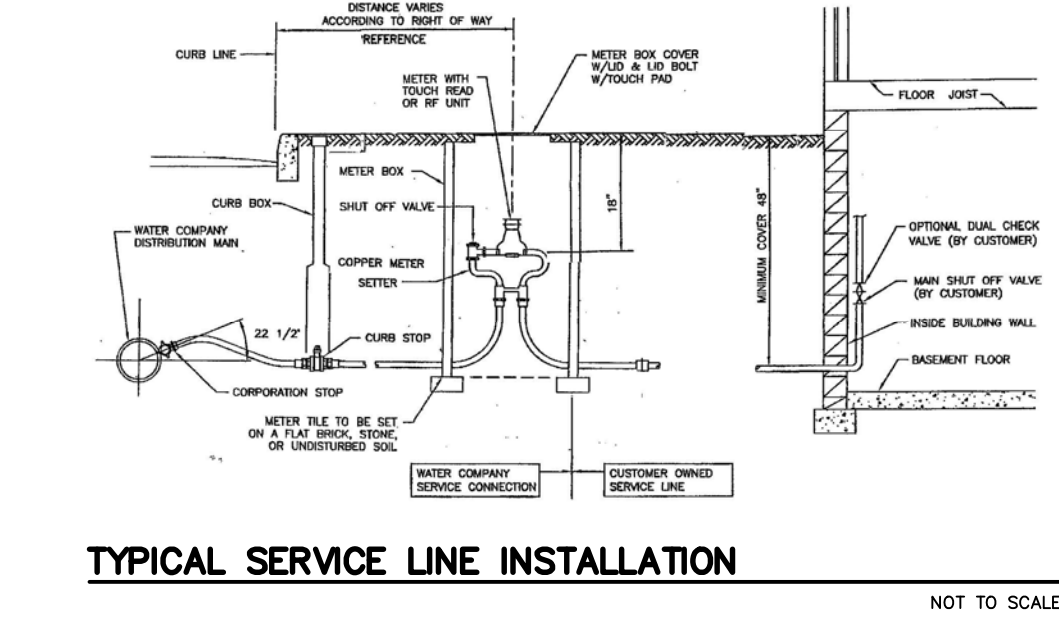 DISTANCE VARIES
ACCORDING TO RIGHT OF WAY
REFERENCE
CURB LINE
METER BOX COVER
W/LID & LID BOLT
W/TOUCH PAD
METER WITH
TOUCH READ
OR RF UNIT
FLOOR JOIST
METER BOX
CURB BOX
SHUT OFF VALVE
18"
MINIMUM COVER 48"
WATER COMPANY
DISTRIBUTION MAIN
OPTIONAL DUAL CHECK
VALVE (BY CUSTOMER)
COPPER METER
SETTER
MAIN SHUT OFF VALVE
(BY CUSTOMER)
22 1/2°
CURB STOP
INSIDE BUILDING WALL
BASEMENT FLOOR
CORPORATION STOP
METER TILE TO BE SET
ON A FLAT BRICK, STONE,
OR UNDISTURBED SOIL
WATER COMPANY
SERVICE CONNECTION
CUSTOMER OWNED
SERVICE LINE
TYPICAL SERVICE LINE INSTALLATION
NOT TO SCALE